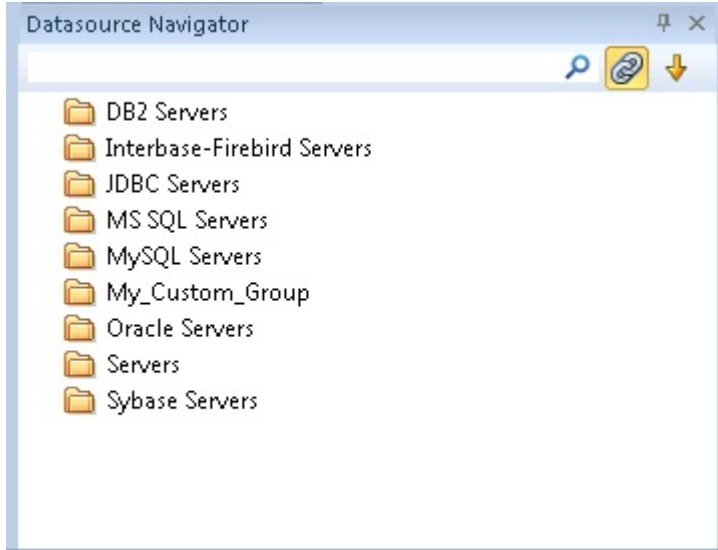 Datasource Navigator
DB2 Servers
Interbase-Firebird Servers
JDBC Servers
MS SQL Servers
MySQL Servers
My_Custom_Group
Oracle Servers
Servers
Sybase Servers